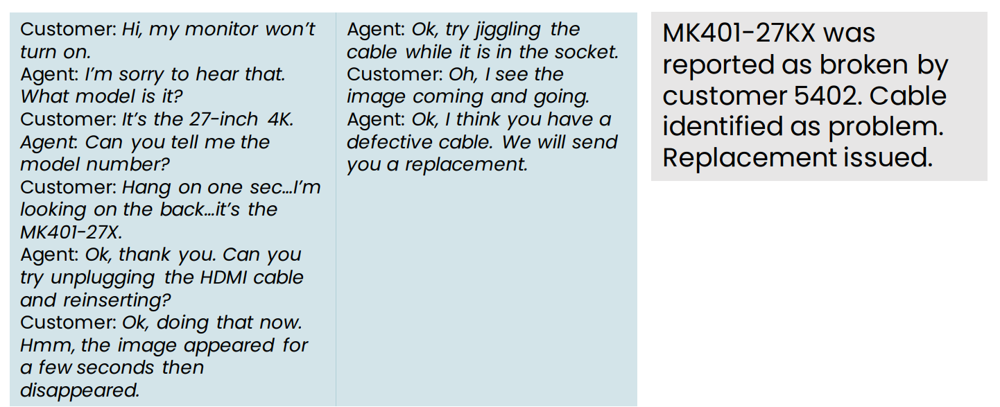 Customer: Hi, my monitor won’t
turn on.
Agent: I’m sorry to hear that.
What model is it?
Customer: It’s the 27-inch 4K.
Agent: Can you tell me the
model number?
Customer: Hang on one sec...I’m
looking on the back...it’s the
MK401-27X.
Agent: Ok, thank you. Can you
try unplugging the HDMI cable
and reinserting?
Customer: Ok, doing that now.
Hmm, the image appeared for
a few seconds then
disappeared.
Agent: Ok, try jiggling the
cable while it is in the socket.
Customer: Oh, I see the
image coming and going.
Agent: Ok, I think you have a
defective cable. We will send
you a replacement.
MK401-27KX was
reported as broken by
customer 5402. Cable
identified as problem.
Replacement issued.